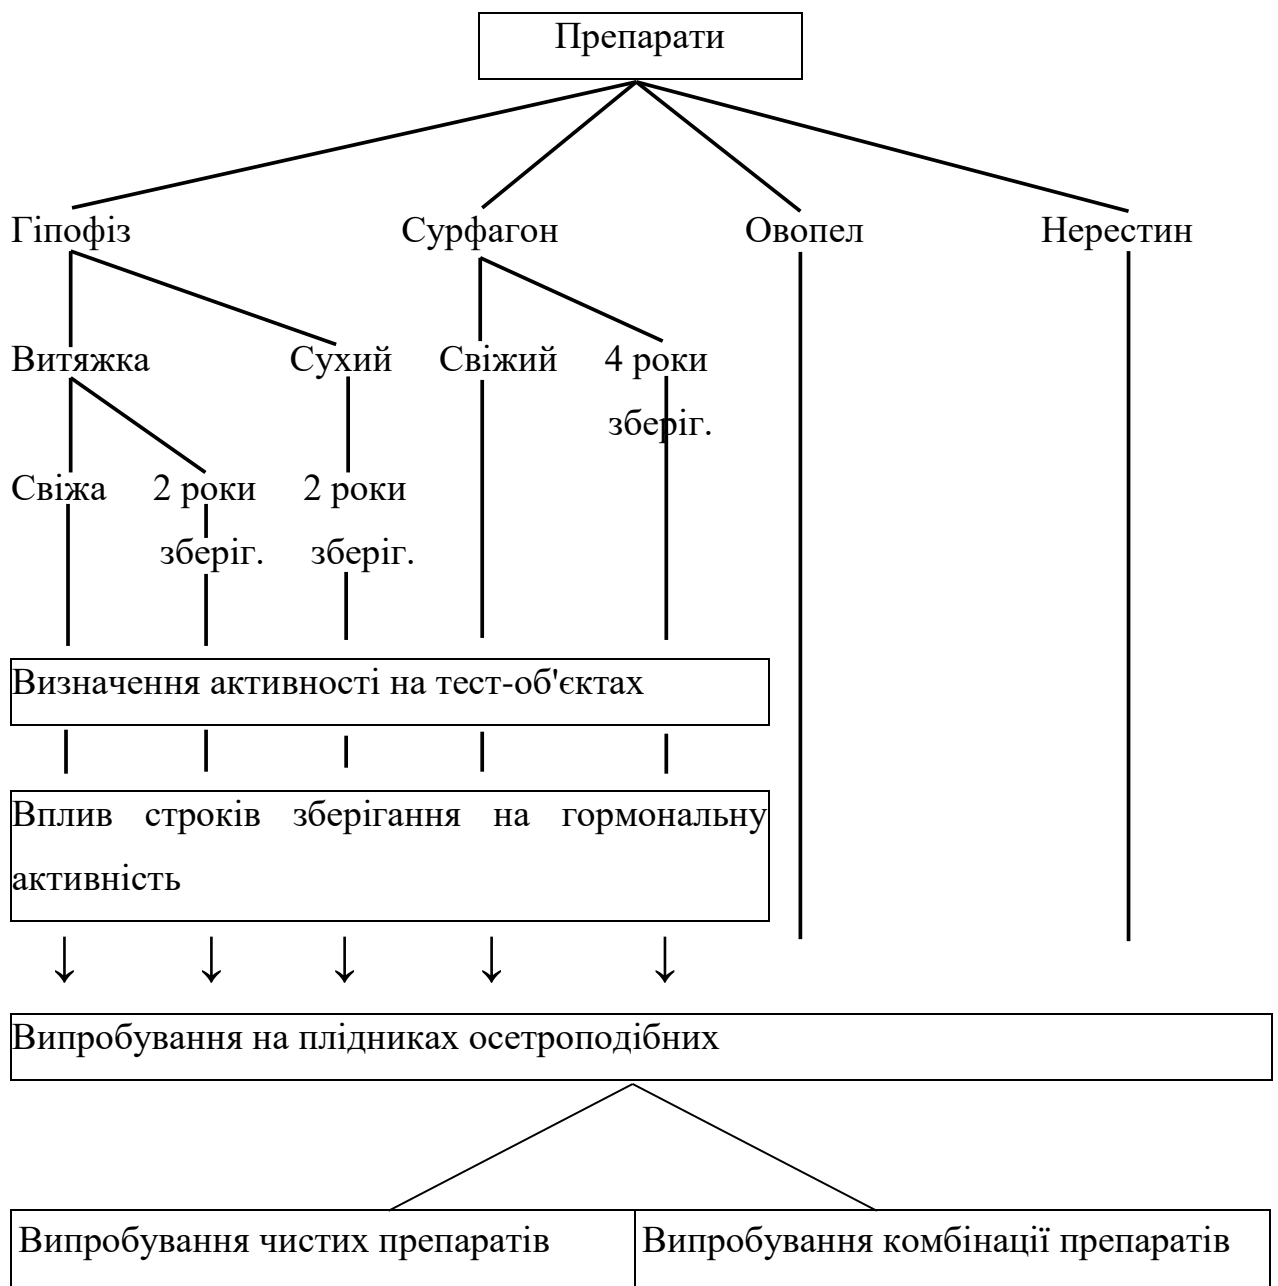 Препарати
Гіпофіз Сурфагон Овопел Нерестин
Витяжка Сухий Свіжий 4 роки
зберіг.
Свіжа 2 роки 2 роки
зберіг. зберіг.
Визначення активності на тест-об'єктах
Вплив строків зберігання на гормональну
активність
Випробування на плідниках осетроподібних
Випробування чистих препаратів Випробування комбінації препаратів